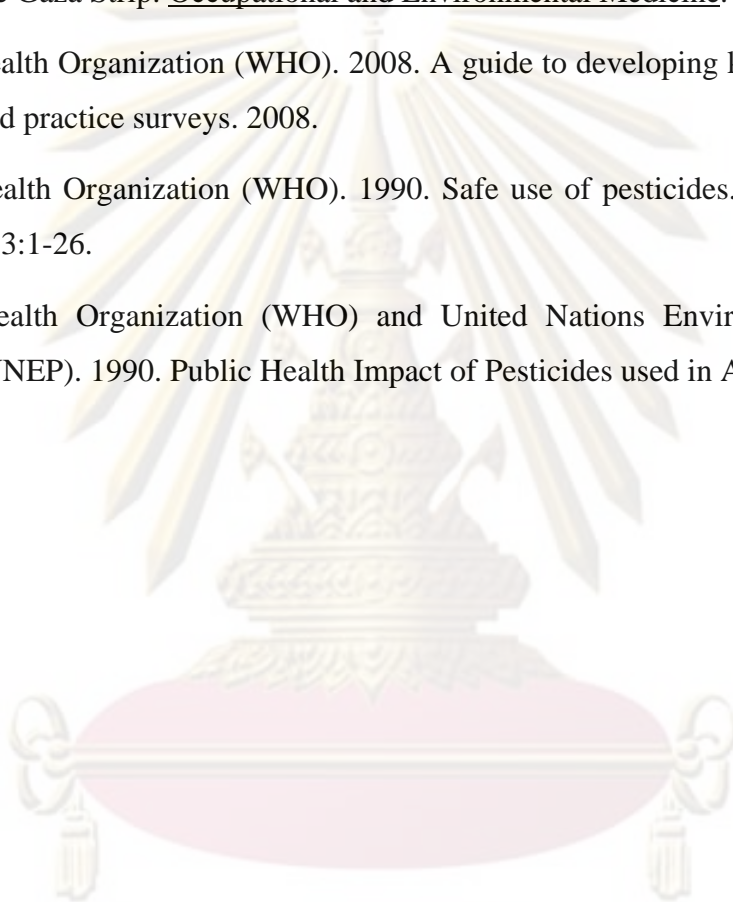 Gaza Strip. Occupational and Environmental Medicine.
ealth Organization (WHO). 2008. A guide to developing
d practice surveys. 2008.
ealth Organization (WHO). 1990. Safe use of pesticides.
3:1-26.
ealth Organization (WHO) and United Nations Envir
NEP). 1990. Public Health Impact of Pesticides used in A